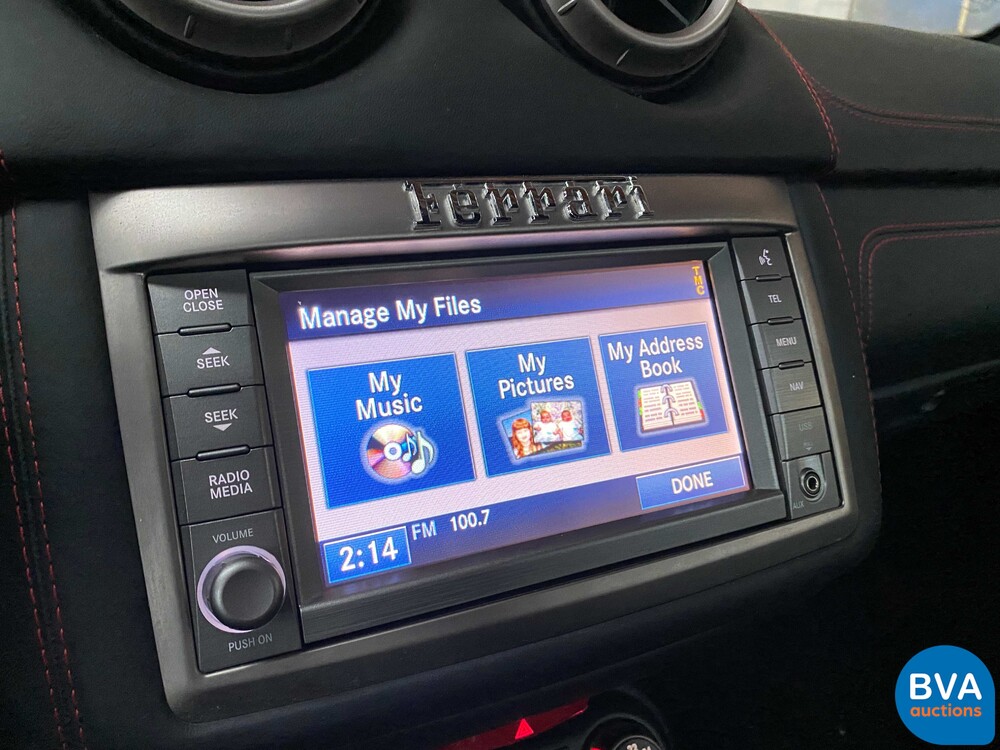 Ferrari
OPEN
CLOSE
SEEK
SEEK
RADIO
MEDIA
VOLUME
PUSH ON
Manage My Files
TMC
My
Music
My
Pictures
My Address
Book
DONE
2:14
FM 100.7
TEL
MENU
NAV
USB
AUX
BVA
auctions